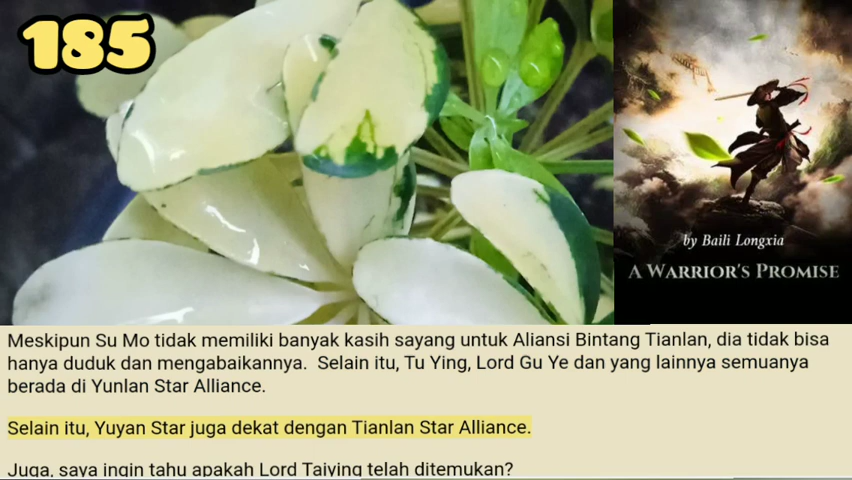 185
by Baili Longxia
A WARRIOR'S PROMISE
Meskipun Su Mo tidak memiliki banyak kasih sayang untuk Aliansi Bintang Tianlan, dia tidak bisa
hanya duduk dan mengabaikannya. Selain itu, Tu Ying, Lord Gu Ye dan yang lainnya semuanya
berada di Yunlan Star Alliance.
Selain itu, Yuyan Star juga dekat dengan Tianlan Star Alliance.
Juga, saya ingin tahu apakah Lord Taiying telah ditemukan?